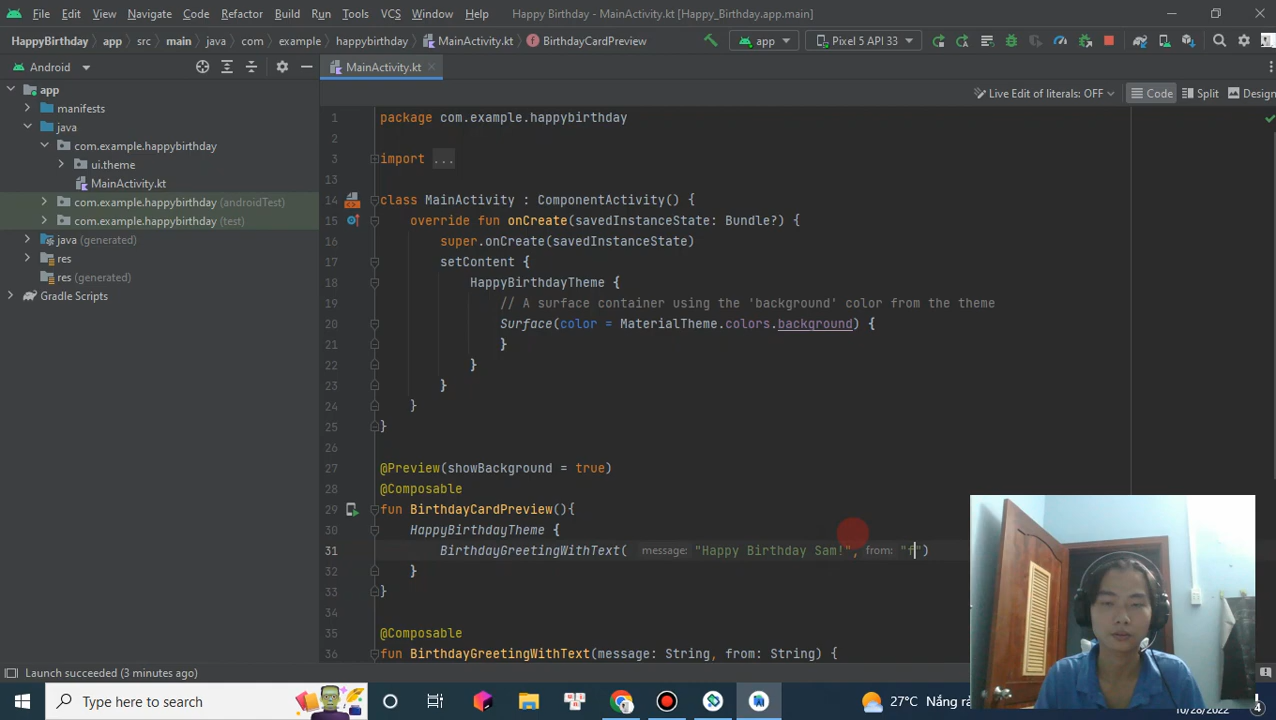 File Edit View Navigate Code Refactor Build Run Tools VCS Window Help Happy Birthday - MainActivity.kt [Happy_Birthday.app.main]
HappyBirthday app src main java com example happybirthday MainActivity.kt BirthdayCardPreview app Pixel 5 API 33
Android MainActivity.kt
Live Edit of literals: OFF Code Split Design
app
manifests
java
com.example.happybirthday
ui.theme
MainActivity.kt
com.example.happybirthday (androidTest)
com.example.happybirthday (test)
java (generated)
res
res (generated)
Gradle Scripts
1 package com.example.happybirthday
2
3 import ...
13
14 class MainActivity : ComponentActivity() {
15 override fun onCreate(savedInstanceState: Bundle?) {
16 super.onCreate(savedInstanceState)
17 setContent {
18 HappyBirthdayTheme {
19 // A surface container using the 'background' color from the theme
20 Surface(color = MaterialTheme.colors.background) {
21 }
22 }
23 }
24 }
25 }
26
27 @Preview(showBackground = true)
28 @Composable
29 fun BirthdayCardPreview(){
30 HappyBirthdayTheme {
31 BirthdayGreetingWithText( message: "Happy Birthday Sam!", from: "f")
32 }
33 }
34
35 @Composable
36 fun BirthdayGreetingWithText(message: String, from: String) {
Launch succeeded (3 minutes ago)
Type here to search 27°C Nắng rả
10/28/2022 4